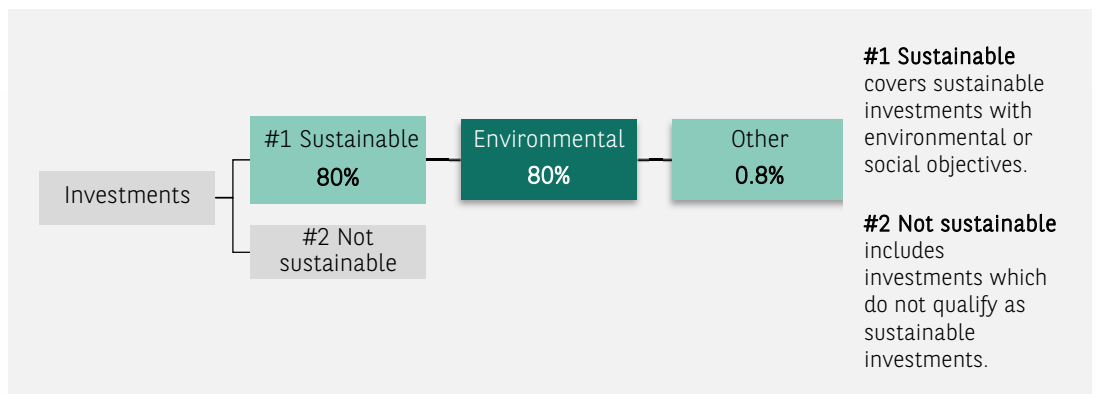 Investments
#1 Sustainable
80%
#2 Not
sustainable
Environmental
80%
Other
0.8%
#1 Sustainable
covers sustainable
investments with
environmental or
social objectives.
#2 Not sustainable
includes
investments which
do not qualify as
sustainable
investments.